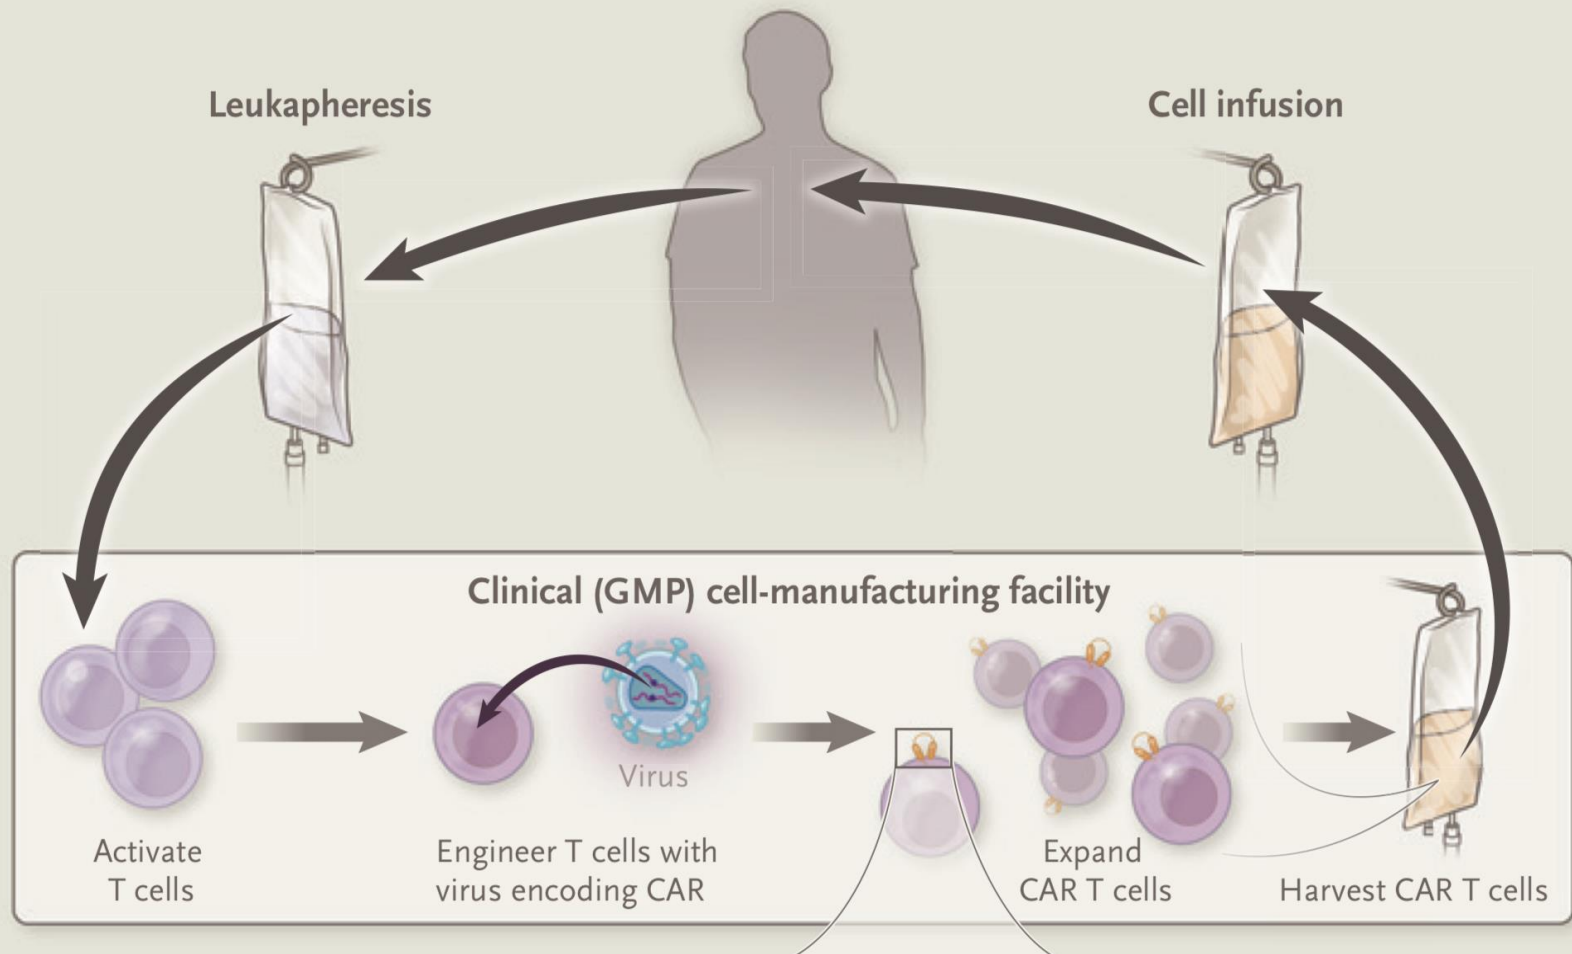 Leukapheresis
Cell infusion
Clinical (GMP) cell-manufacturing facility
Virus
Activate
T cells
Engineer T cells with
virus encoding CAR
Expand
CAR T cells
Harvest CAR T cells